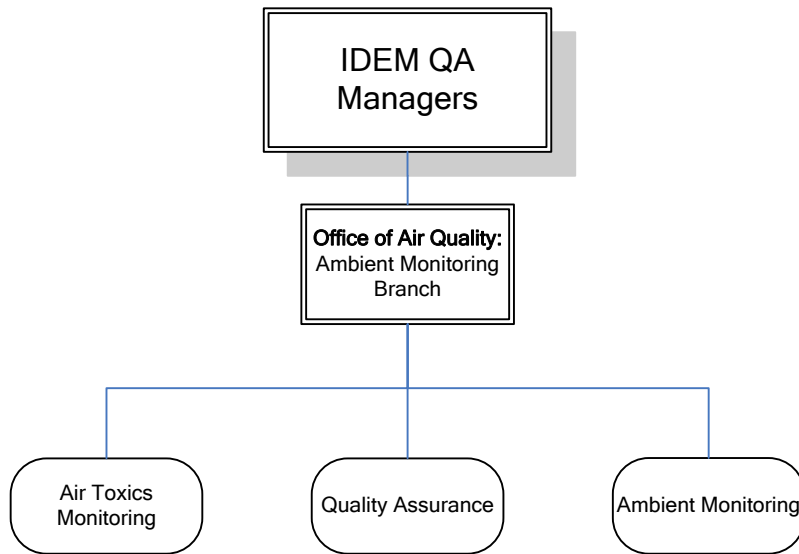 IDEM QA
Managers
Office of Air Quality:
Ambient Monitoring
Branch
Air Toxics
Monitoring
Quality Assurance
Ambient Monitoring